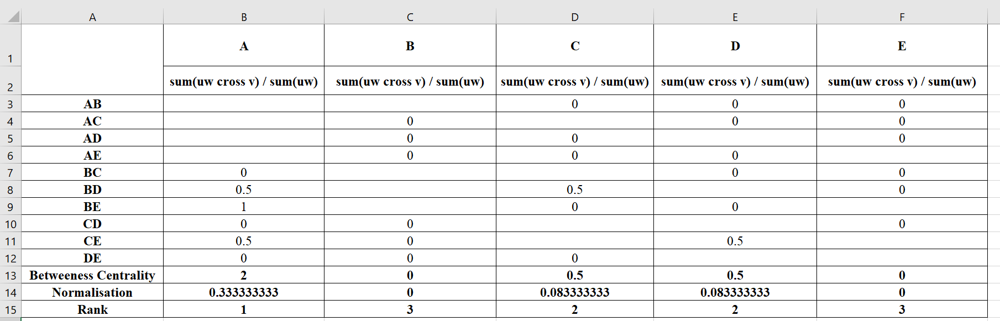 A B C D E F
1 A B C D E
2 sum(uw cross v) / sum(uw) sum(uw cross v) / sum(uw) sum(uw cross v) / sum(uw) sum(uw cross v) / sum(uw) sum(uw cross v) / sum(uw)
3 AB 0 0 0
4 AC 0 0 0
5 AD 0 0 0
6 AE 0 0 0
7 BC 0 0 0
8 BD 0.5 0.5 0
9 BE 1 0 0
10 CD 0 0 0
11 CE 0.5 0 0.5
12 DE 0 0 0
13 Betweeness Centrality 2 0 0.5 0.5 0
14 Normalisation 0.333333333 0 0.083333333 0.083333333 0
15 Rank 1 3 2 2 3